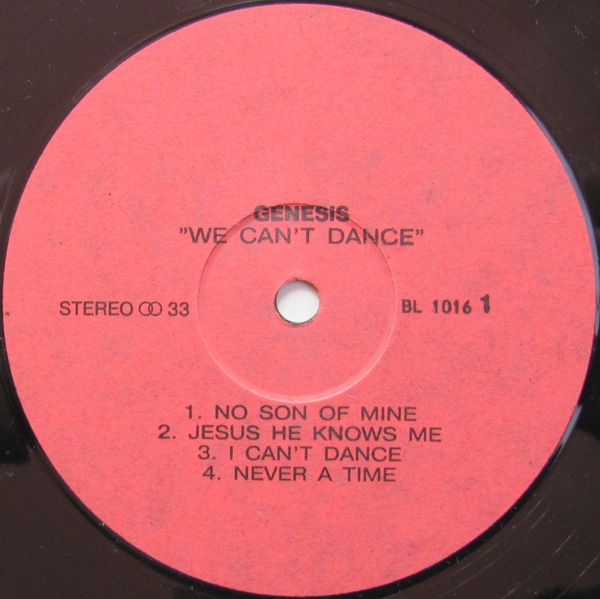 GENESIS
"WE CAN'T DANCE"
STEREO 33
BL 1016 1
1. NO SON OF MINE
2. JESUS HE KNOWS ME
3. I CAN'T DANCE
4. NEVER A TIME